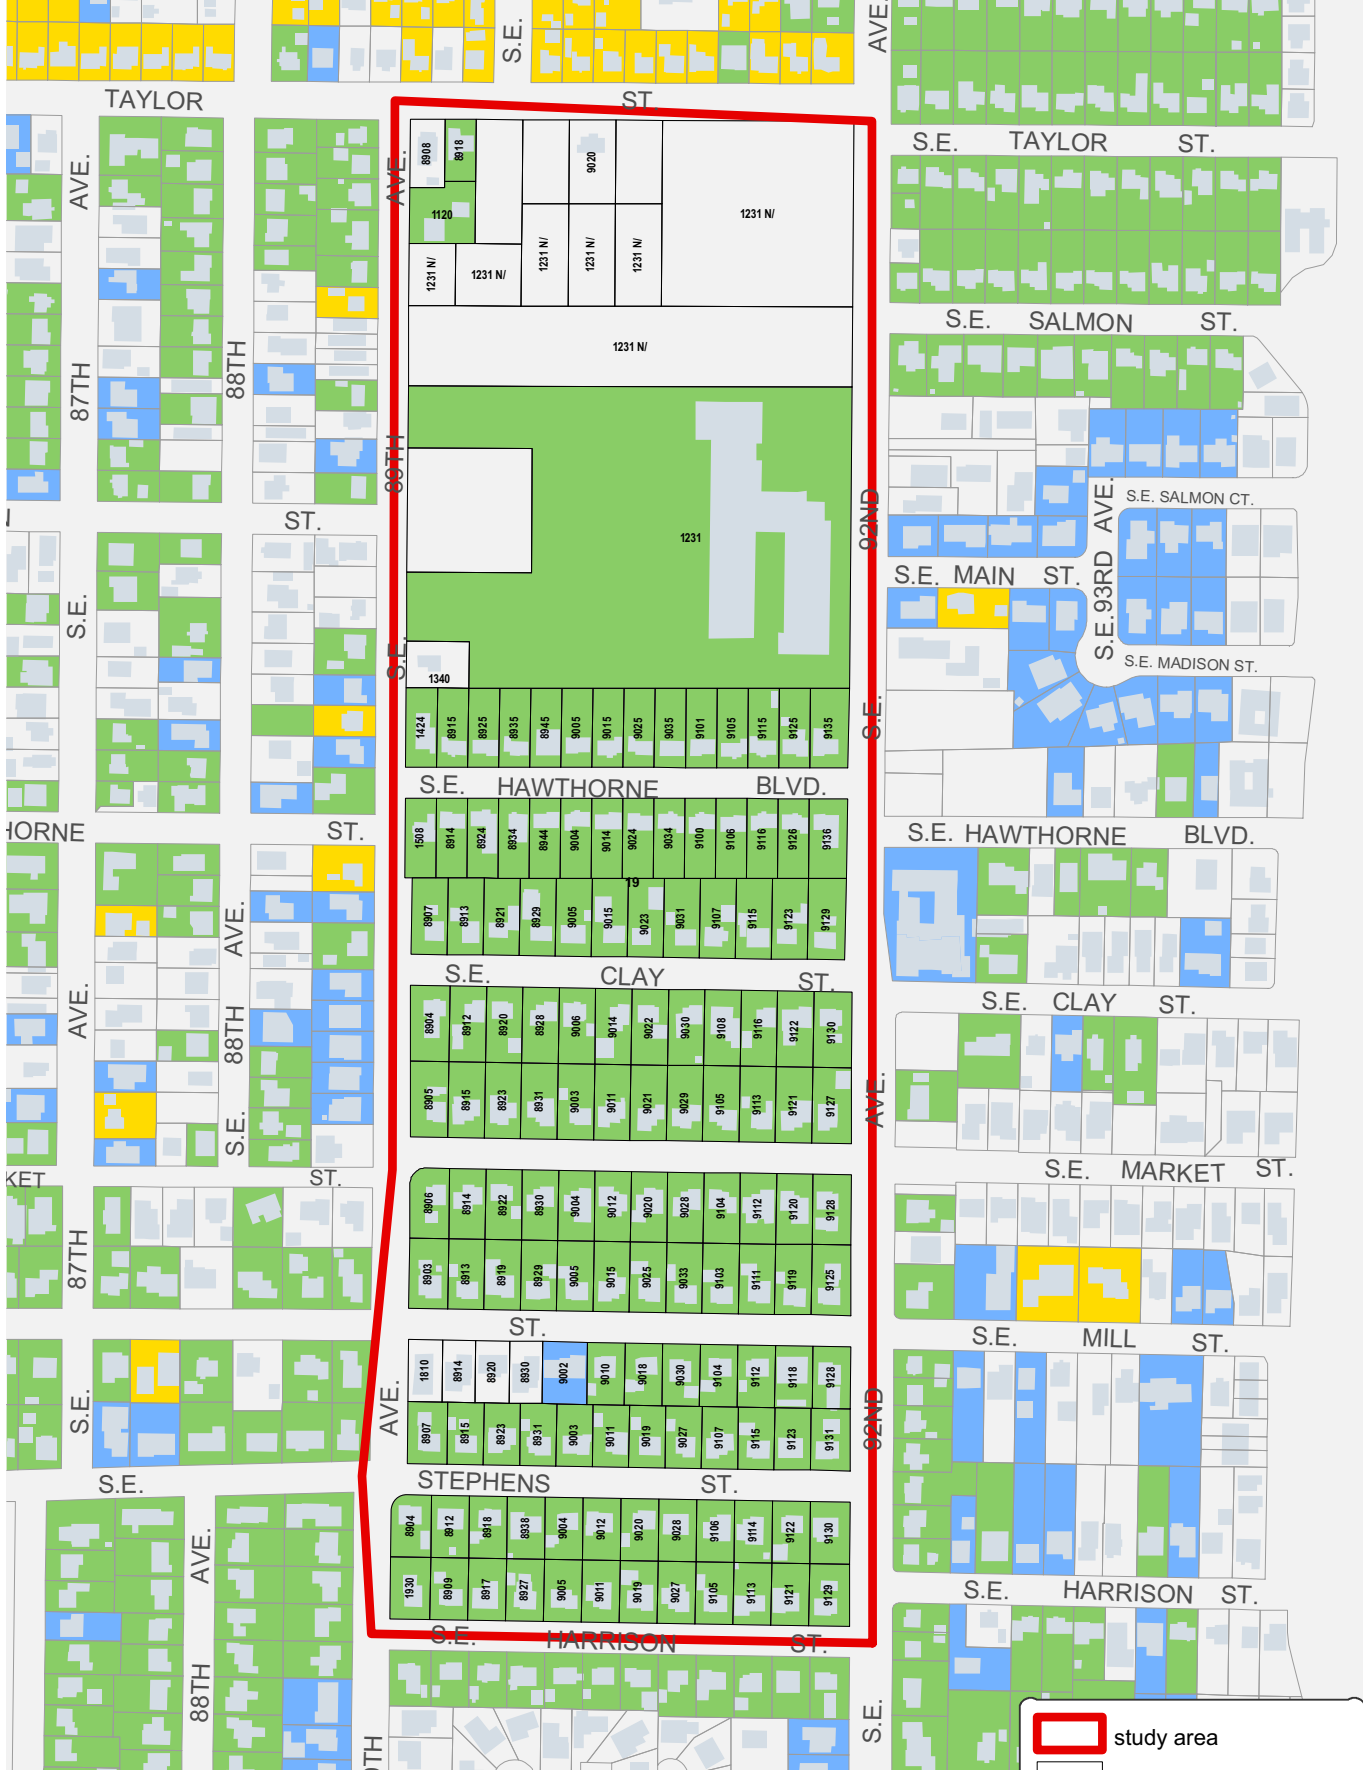 S.E.
AVE.
TAYLOR
ST.
S.E. TAYLOR ST.
AVE.
AVE.
8908
8918
9020
1120
1231 N/
1231 N/
1231 N/
1231 N/
1231 N/
1231 N/
1231 N/
S.E. SALMON ST.
87TH
88TH
89TH
92ND
ST.
1231
S.E. SALMON CT.
AVE.
S.E. MAIN ST.
S.E. 93RD
S.E.
S.E.
1340
S.E. MADISON ST.
S.E.
1424
8915
8925
8935
8945
9005
9015
9025
9035
9101
9105
9115
9125
9135
S.E. HAWTHORNE BLVD.
HORNE
ST.
S.E. HAWTHORNE BLVD.
1508
8914
8924
8934
8944
9004
9014
9024
9034
9100
9106
9116
9126
9136
19
8907
8913
8921
8929
9005
9015
9023
9031
9107
9115
9123
9129
AVE.
AVE.
S.E. CLAY ST.
S.E. CLAY ST.
8904
8912
8920
8928
9006
9014
9022
9030
9108
9116
9122
9130
88TH
8905
8915
8923
8931
9003
9011
9021
9029
9105
9113
9121
9127
AVE.
S.E.
KET
ST.
S.E. MARKET ST.
8906
8914
8922
8930
9004
9012
9020
9028
9104
9112
9120
9128
87TH
8903
8913
8919
8929
9005
9015
9025
9033
9103
9111
9119
9125
ST.
S.E. MILL ST.
1810
8914
8920
8930
9002
9010
9018
9030
9104
9112
9118
9128
S.E.
AVE.
92ND
8907
8915
8923
8931
9003
9011
9019
9027
9107
9115
9123
9131
S.E.
STEPHENS ST.
8904
8912
8918
8938
9004
9012
9020
9028
9106
9114
9122
9130
AVE.
1930
8909
8917
8927
9005
9011
9019
9027
9105
9113
9121
9129
S.E. HARRISON ST.
S.E. HARRISON ST.
88TH
S.E.
study area